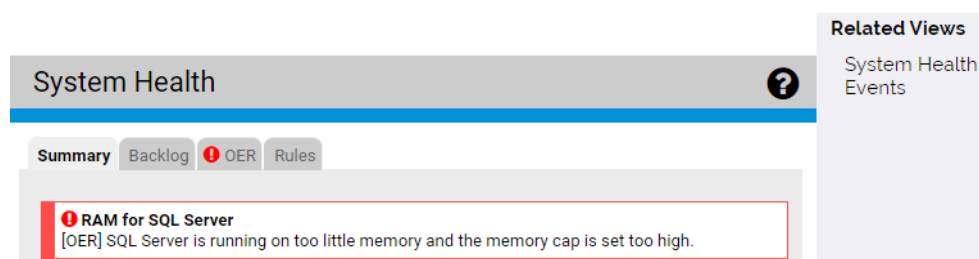 System Health
Summary Backlog OER Rules
RAM for SQL Server
[OER] SQL Server is running on too little memory and the memory cap is set too high.
Related Views
System Health
Events